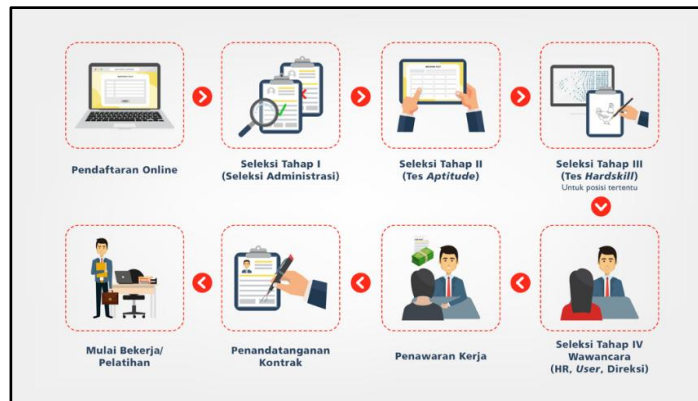 Pendaftaran Online
Seleksi Tahap I
(Seleksi Administrasi)
Seleksi Tahap II
(Tes Aptitude)
Seleksi Tahap III
(Tes Hardskill)
Untuk posisi tertentu
Mulai Bekerja/
Pelatihan
Penandatanganan
Kontrak
Penawaran Kerja
Seleksi Tahap IV
Wawancara
(HR, User, Direksi)